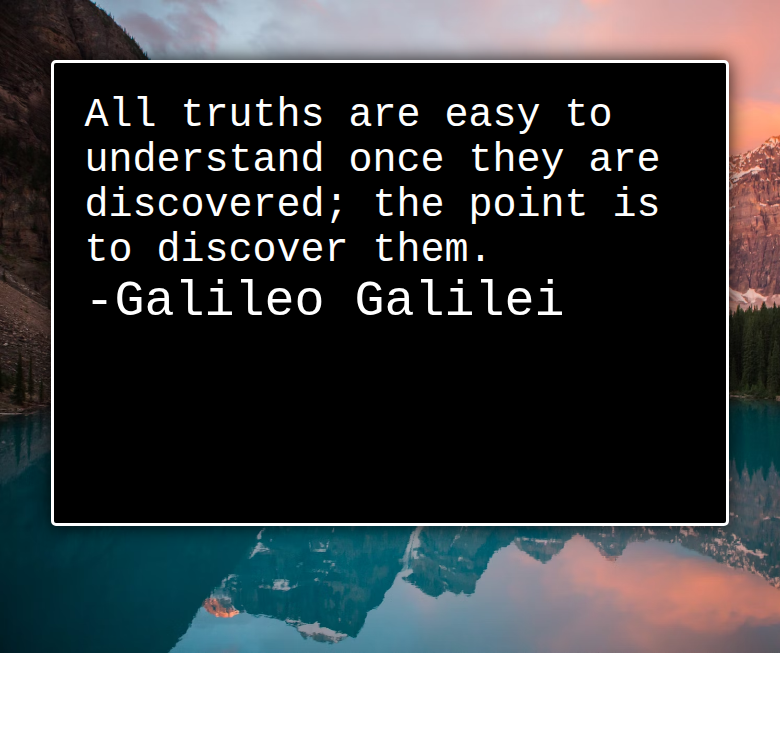 All truths are easy to
understand once they are
discovered; the point is
to discover them.
-Galileo Galilei